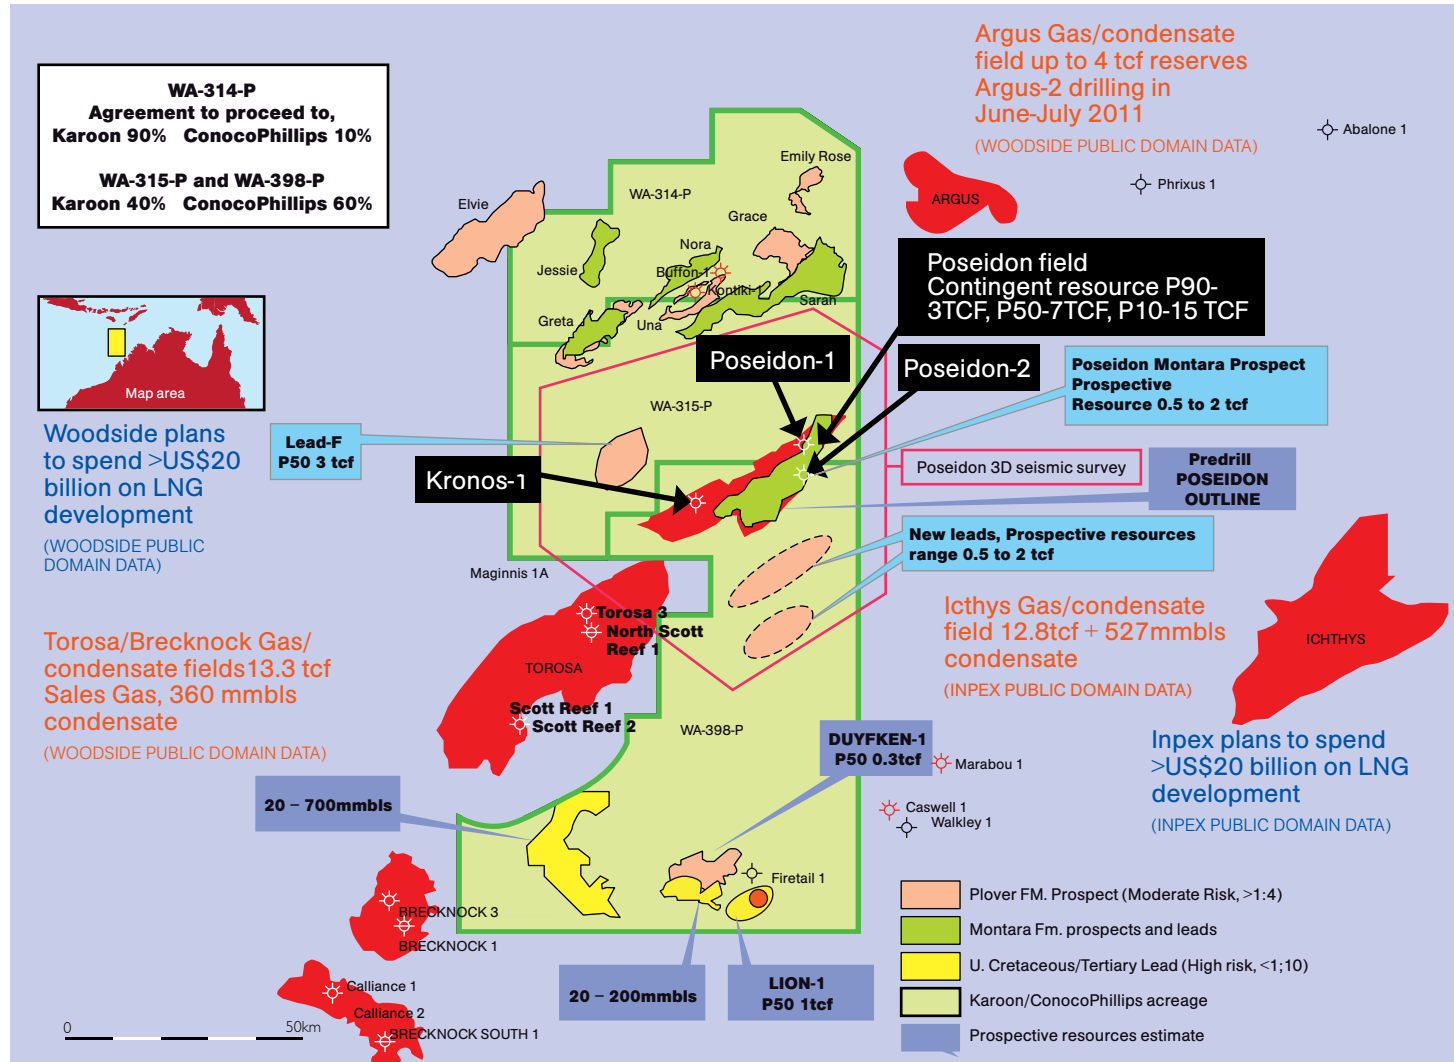 WA-314-P
Agreement to proceed to,
Karoon 90% ConocoPhillips 10%
WA-315-P and WA-398-P
Karoon 40% ConocoPhillips 60%
Argus Gas/condensate
field up to 4 tcf reserves
Argus-2 drilling in
June-July 2011
(WOODSIDE PUBLIC DOMAIN DATA)
Abalone 1
Phrixus 1
ARGUS
Emily Rose
WA-314-P
Elvie
Grace
Nora
Jessie
Buffon-1
Kontiki-1
Sarah
Greta
Una
Poseidon field
Contingent resource P90-
3TCF, P50-7TCF, P10-15 TCF
Poseidon-1
Poseidon-2
Poseidon Montara Prospect
Prospective
Resource 0.5 to 2 tcf
Map area
WA-315-P
Woodside plans
to spend >US$20
billion on LNG
development
(WOODSIDE PUBLIC
DOMAIN DATA)
Lead-F
P50 3 tcf
Kronos-1
Poseidon 3D seismic survey
Predrill
POSEIDON
OUTLINE
New leads, Prospective resources
range 0.5 to 2 tcf
Maginnis 1A
Torosa 3
North Scott
Reef 1
TOROSA
Scott Reef 1
Scott Reef 2
Torosa/Brecknock Gas/
condensate fields13.3 tcf
Sales Gas, 360 mmbls
condensate
(WOODSIDE PUBLIC DOMAIN DATA)
Icthys Gas/condensate
field 12.8tcf + 527mmbls
condensate
(INPEX PUBLIC DOMAIN DATA)
ICHTHYS
WA-398-P
DUYFKEN-1
P50 0.3tcf
Marabou 1
Caswell 1
Walkley 1
Inpex plans to spend
>US$20 billion on LNG
development
(INPEX PUBLIC DOMAIN DATA)
20 – 700mmbls
Firetail 1
BRECKNOCK 3
BRECKNOCK 1
Calliance 1
Calliance 2
BRECKNOCK SOUTH 1
20 – 200mmbls
LION-1
P50 1tcf
Plover FM. Prospect (Moderate Risk, >1:4)
Montara Fm. prospects and leads
U. Cretaceous/Tertiary Lead (High risk, <1;10)
Karoon/ConocoPhillips acreage
Prospective resources estimate
0 50km